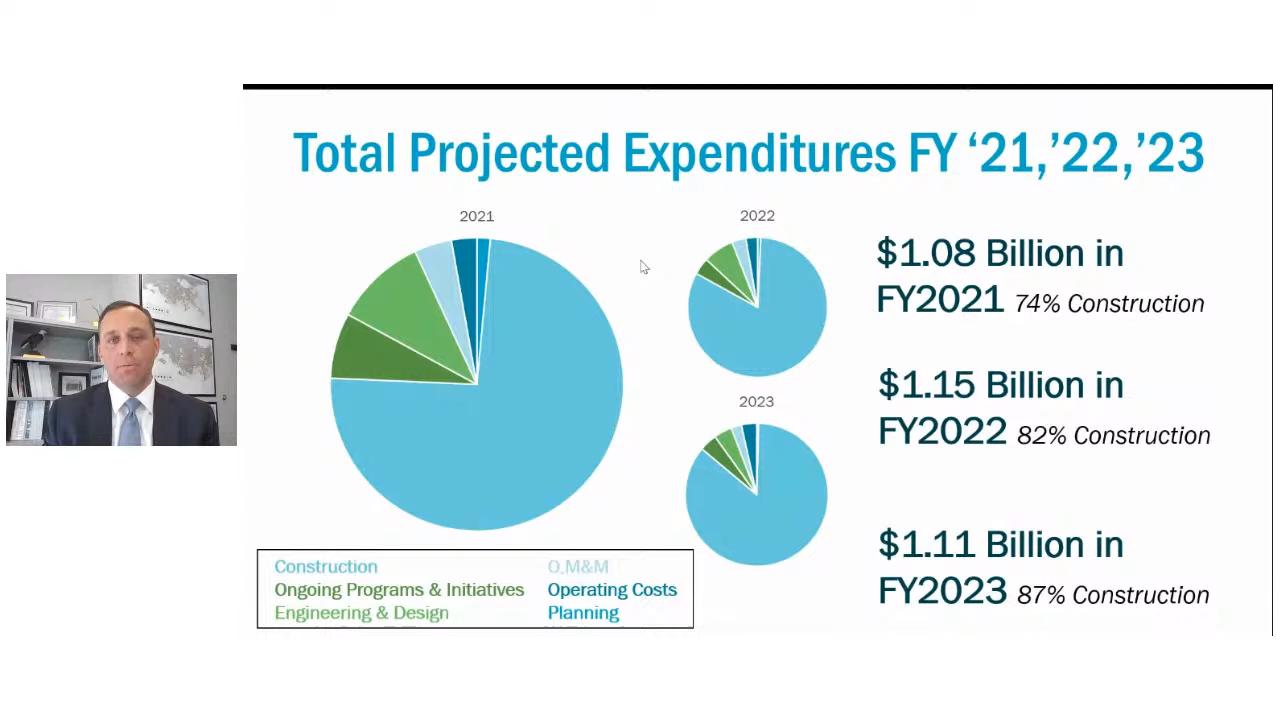 Total Projected Expenditures FY ‘21,’22,’23
2021
2022
2023
$1.08 Billion in
FY2021 74% Construction
$1.15 Billion in
FY2022 82% Construction
$1.11 Billion in
FY2023 87% Construction
Construction
Ongoing Programs & Initiatives
Engineering & Design
O,M&M
Operating Costs
Planning